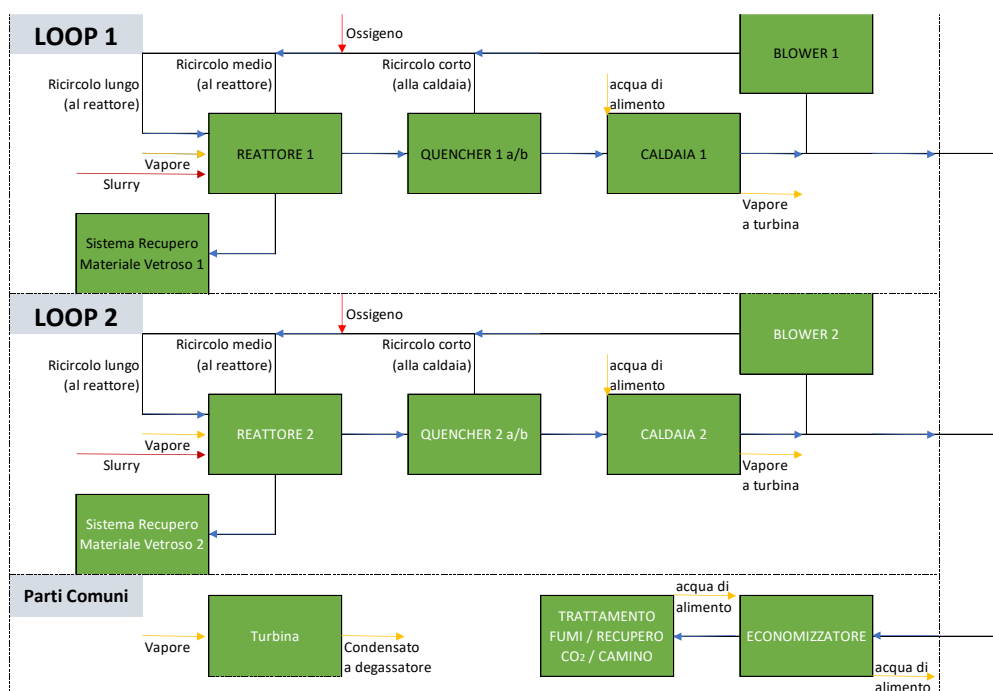 LOOP 1
Ossigeno
BLOWER 1
Ricircolo lungo
(al reattore)
Ricircolo medio
(al reattore)
Ricircolo corto
(alla caldaia)
acqua di
alimento
REATTORE 1
QUENCHER 1 a/b
CALDAIA 1
Vapore
Slurry
Vapore
a turbina
Sistema Recupero
Materiale Vetroso 1
LOOP 2
Ossigeno
BLOWER 2
Ricircolo lungo
(al reattore)
Ricircolo medio
(al reattore)
Ricircolo corto
(alla caldaia)
acqua di
alimento
REATTORE 2
QUENCHER 2 a/b
CALDAIA 2
Vapore
Slurry
Vapore
a turbina
Sistema Recupero
Materiale Vetroso 2
Parti Comuni
Vapore
Turbina
Condensato
a degassatore
TRATTAMENTO
FUMI / RECUPERO
CO₂ / CAMINO
acqua di
alimento
ECONOMIZZATORE
acqua di
alimento